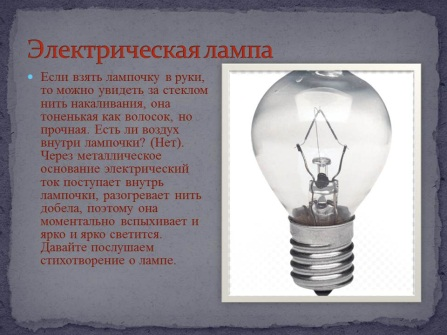 Электрическая лампа
Если взять лампочку в руки,
то можно увидеть за стеклом
нить накаливания, она
тоненькая как волосок, но
прочная. Есть ли воздух
внутри лампочки? (Нет).
Через металлическое
основание электрический
ток поступает внутрь
лампочки, разогревает нить
добела, поэтому она
моментально вспыхивает и
ярко и ярко светится.
Давайте послушаем
стихотворение о лампе.